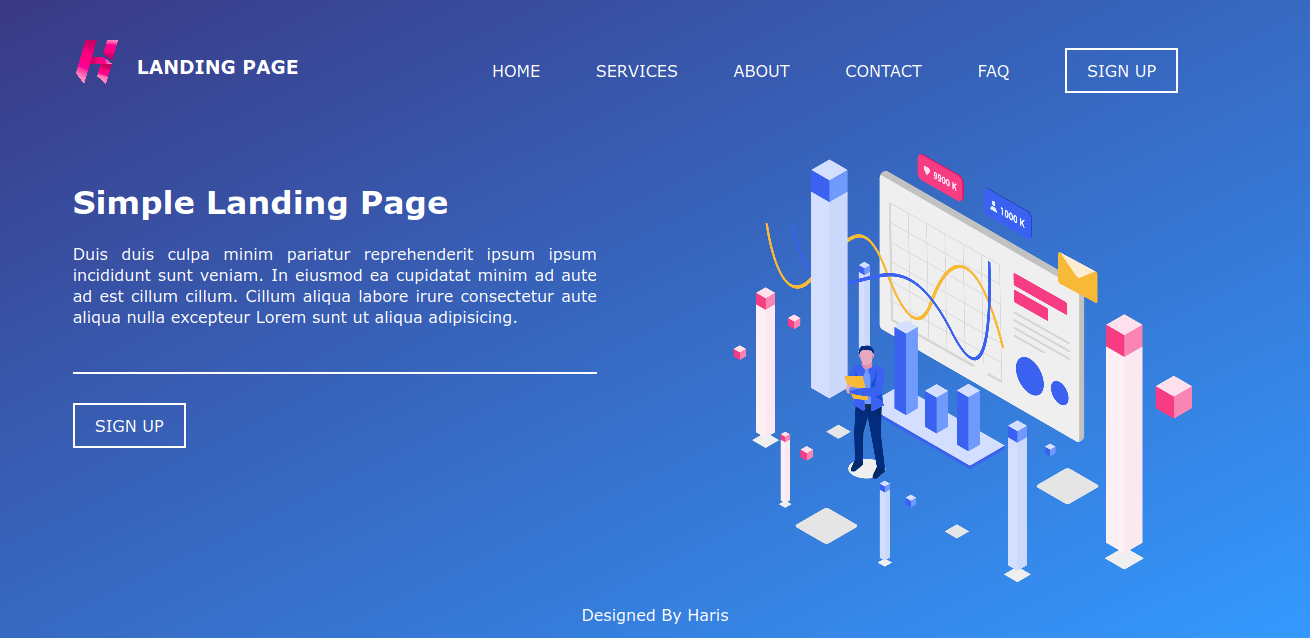 LANDING PAGE
HOME SERVICES ABOUT CONTACT FAQ SIGN UP
9900 K
1000 K
Simple Landing Page
Duis duis culpa minim pariatur reprehenderit ipsum ipsum
incididunt sunt veniam. In eiusmod ea cupidatat minim ad aute
ad est cillum cillum. Cillum aliqua labore irure consectetur aute
aliqua nulla excepteur Lorem sunt ut aliqua adipisicing.
SIGN UP
Designed By Haris